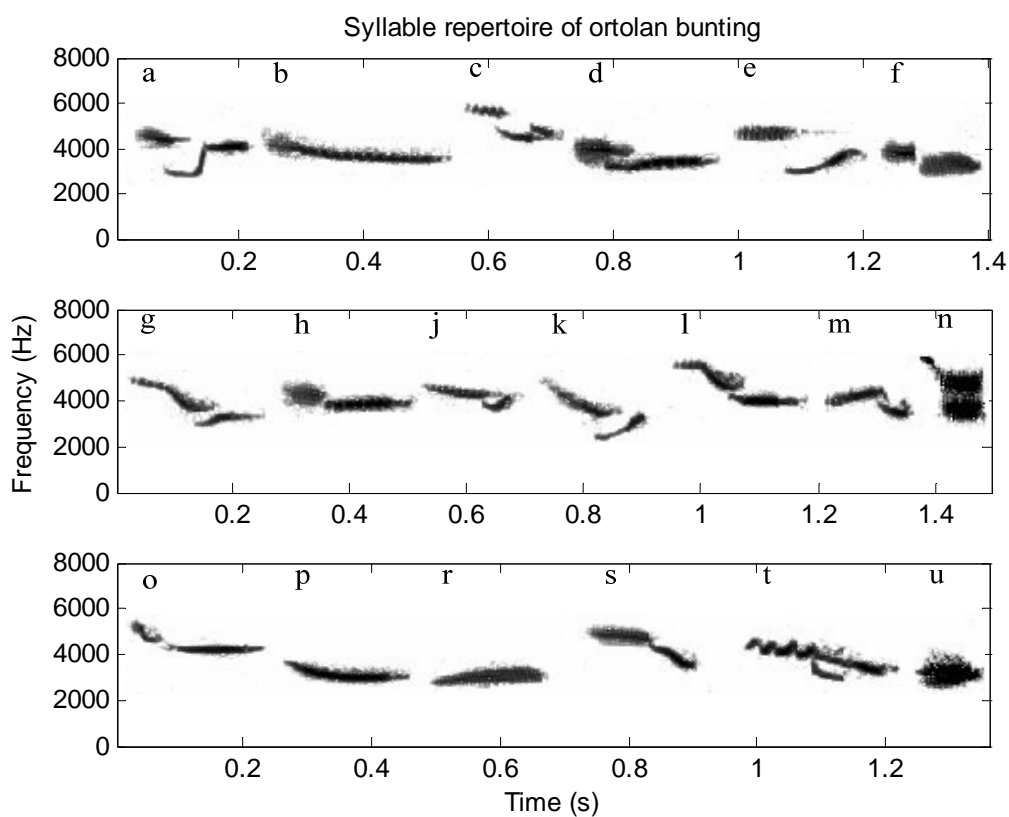 Syllable repertoire of ortolan bunting
8000
6000
4000
2000
0
a b c d e f
0.2 0.4 0.6 0.8 1 1.2 1.4
Frequency (Hz)
8000
6000
4000
2000
0
g h j k l m n
0.2 0.4 0.6 0.8 1 1.2 1.4
8000
6000
4000
2000
0
o p r s t u
0.2 0.4 0.6 0.8 1 1.2
Time (s)